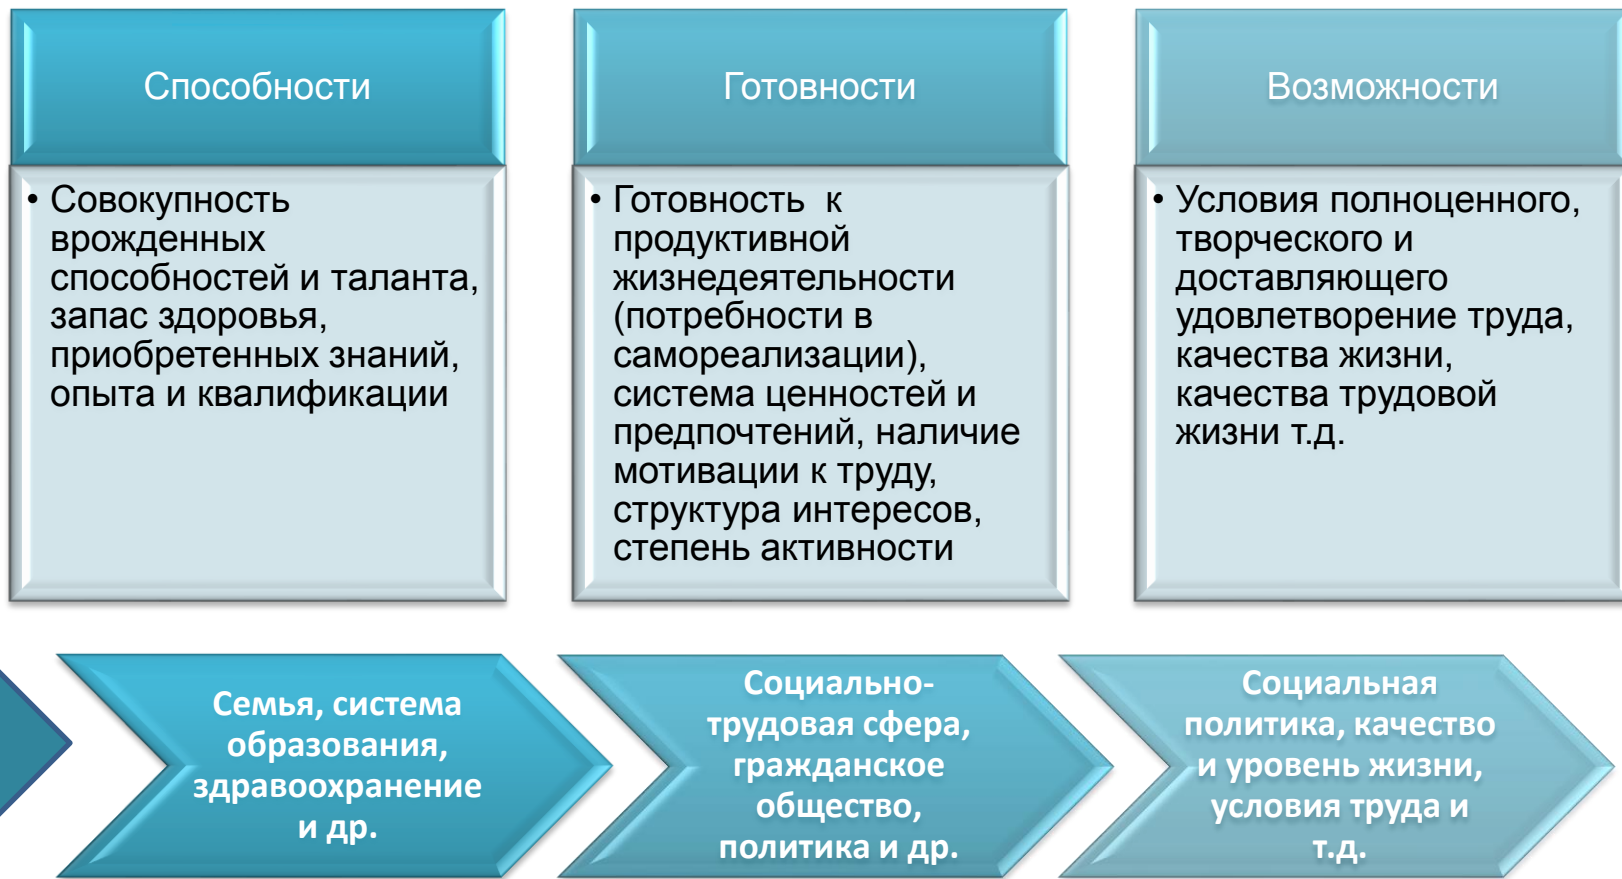 Способности
• Совокупность
врожденных
способностей и таланта,
запас здоровья,
приобретенных знаний,
опыта и квалификации
Готовности
• Готовность к
продуктивной
жизнедеятельности
(потребности в
самореализации),
система ценностей и
предпочтений, наличие
мотивации к труду,
структура интересов,
степень активности
Возможности
• Условия полноценного,
творческого и
доставляющего
удовлетворение труда,
качества жизни,
качества трудовой
жизни т.д.
Семья, система
образования,
здравоохранение
и др.
Социально-
трудовая сфера,
гражданское
общество,
политика и др.
Социальная
политика, качество
и уровень жизни,
условия труда и
т.д.